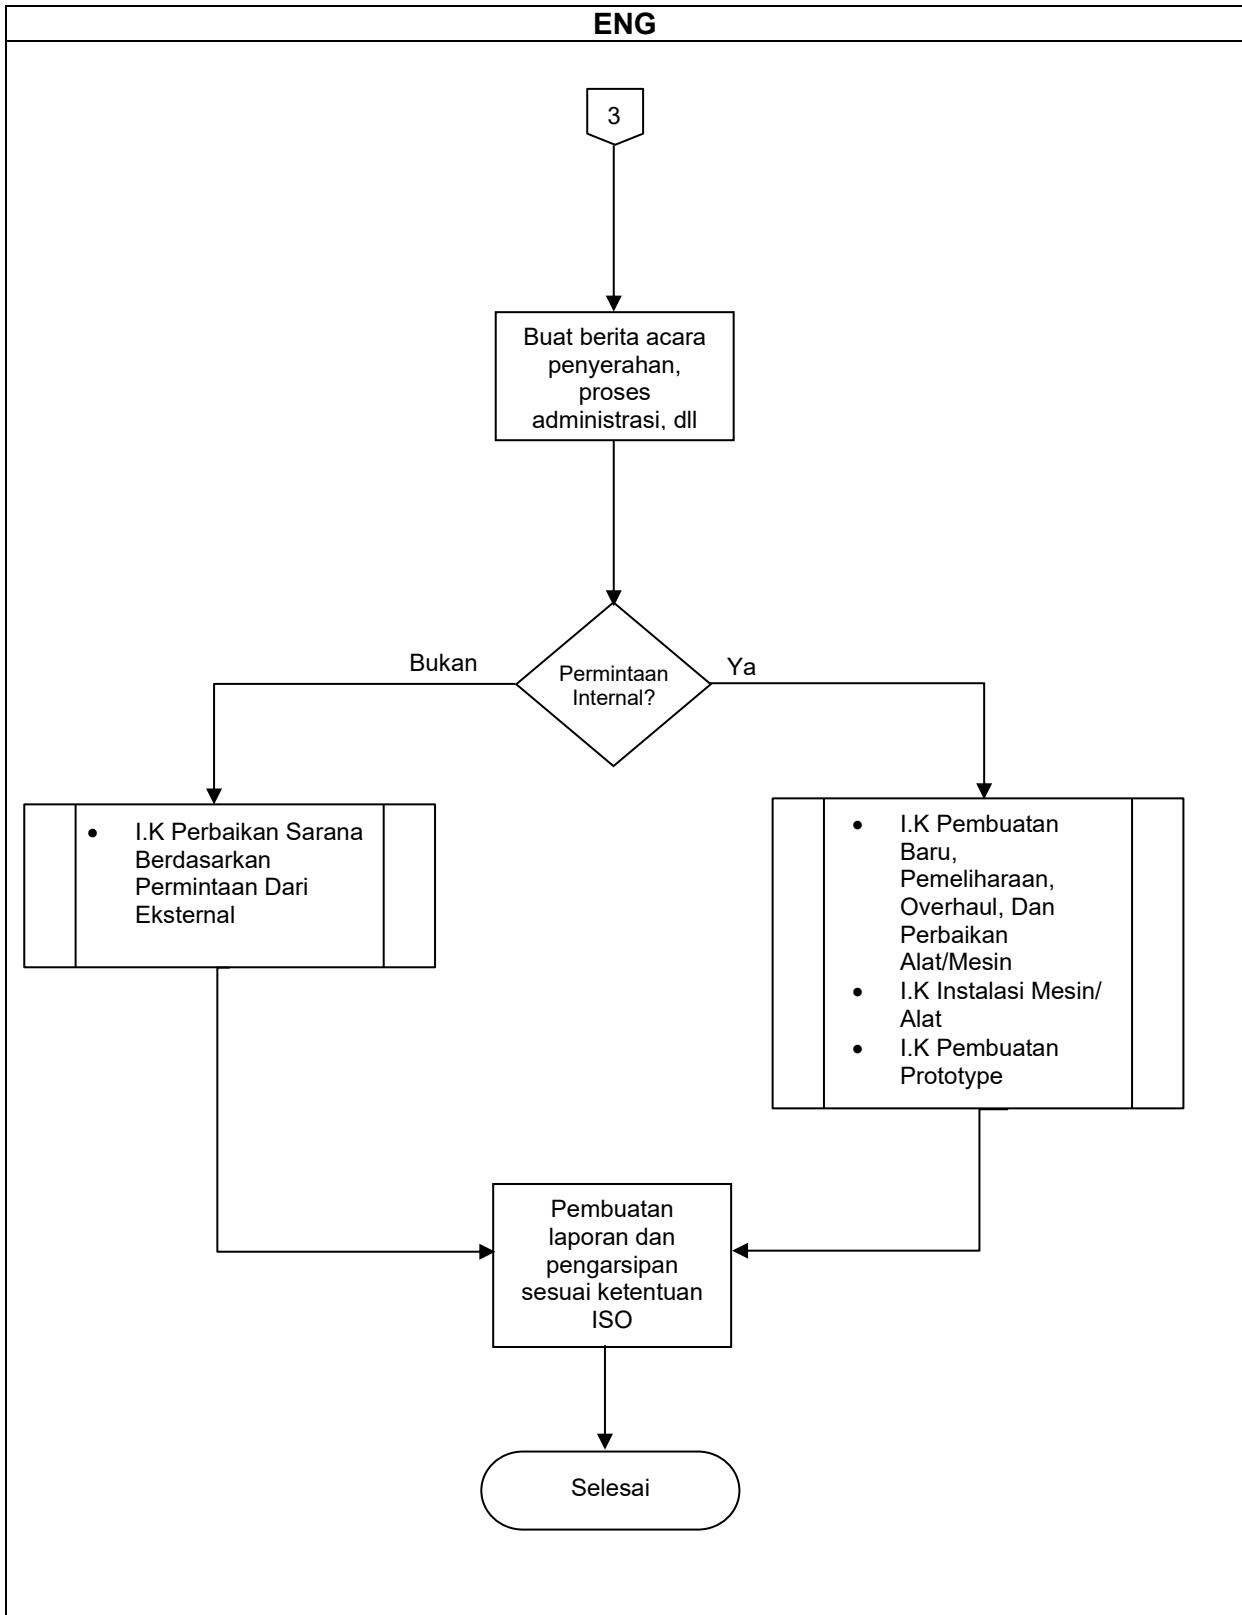 ENG
3
Buat berita acara
penyerahan,
proses
administrasi, dll
Permintaan
Internal?
Bukan
Ya
• I.K Perbaikan Sarana
Berdasarkan
Permintaan Dari
Eksternal
• I.K Pembuatan
Baru,
Pemeliharaan,
Overhaul, Dan
Perbaikan
Alat/Mesin
• I.K Instalasi Mesin/
Alat
• I.K Pembuatan
Prototype
Pembuatan
laporan dan
pengarsipan
sesuai ketentuan
ISO
Selesai